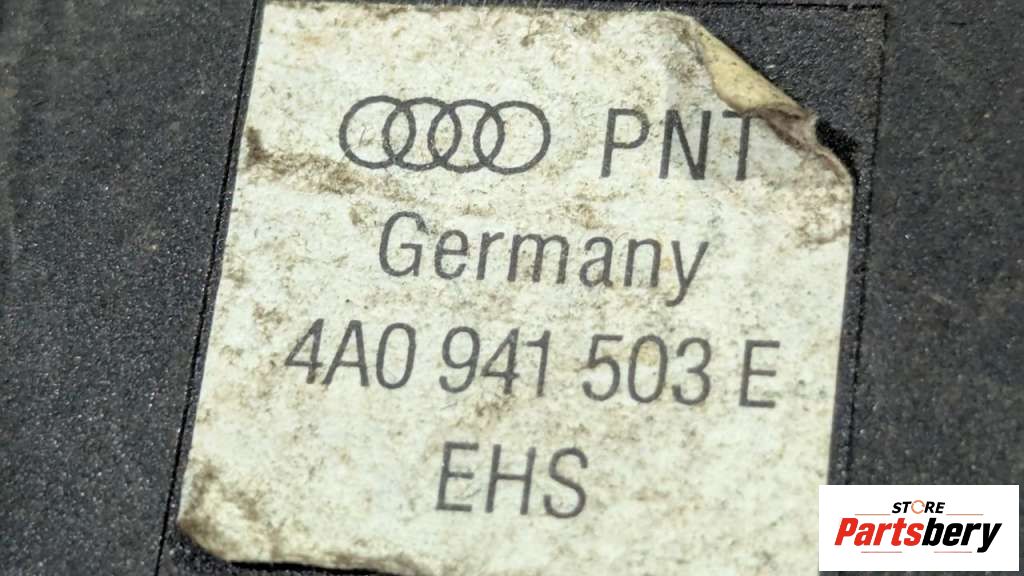 PNT
Germany
4A0 941 503 E
EHS
STORE
Partsbery